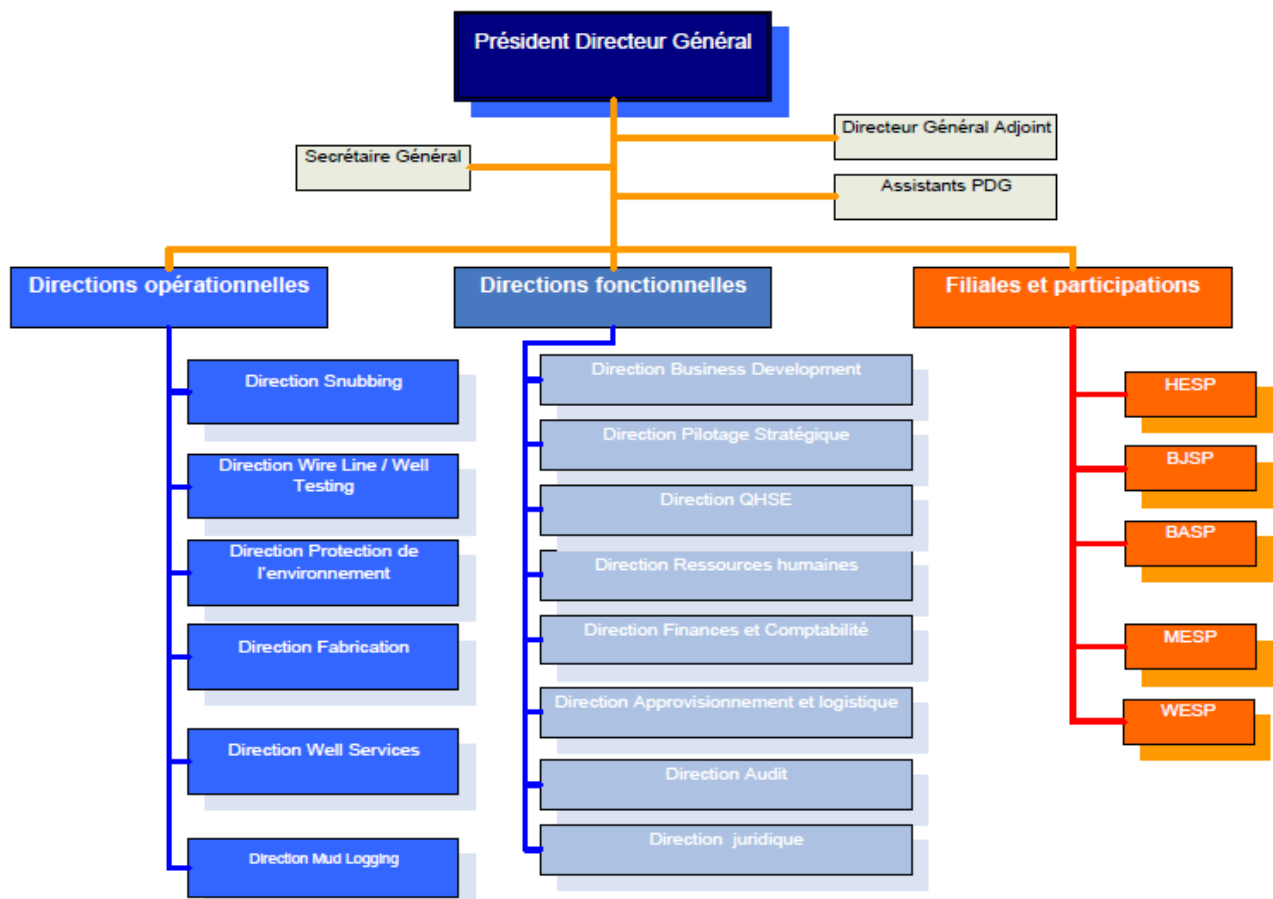 Président Directeur Général
Directeur Général Adjoint
Secrétaire Général
Assistants PDG
Directions opérationnelles
Directions fonctionnelles
Filiales et participations
Direction Snubbing
Direction Wire Line / Well
Testing
Direction Protection de
l'environnement
Direction Fabrication
Direction Well Services
Direction Mud Logging
Direction Business Development
Direction Pilotage Stratégique
Direction QHSE
Direction Ressources humaines
Direction Finances et Comptabilité
Direction Approvisionnement et logistique
Direction Audit
Direction juridique
HESP
BJSP
BASP
MESP
WESP